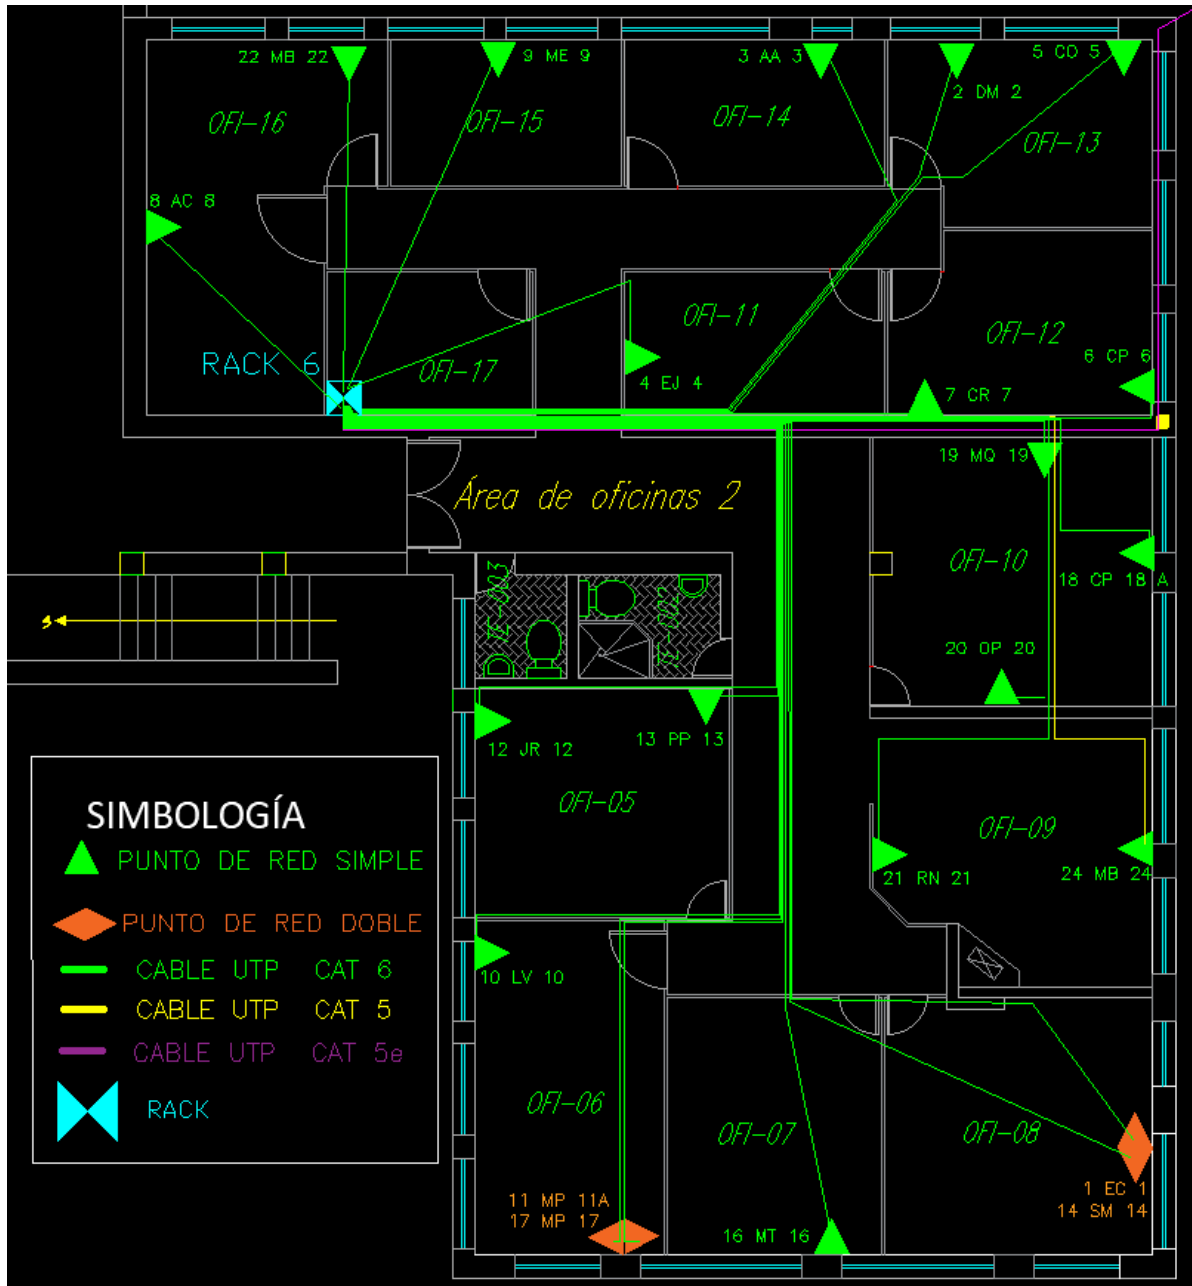 22 MB 22
9 ME 9
3 AA 3
2 DM 2
5 CO 5
OFI-16
OFI-15
OFI-14
OFI-13
8 AC 8
RACK 6
OFI-17
OFI-11
4 EJ 4
OFI-12
6 CP 6
7 CR 7
19 MQ 19
Área de oficinas 2
OFI-10
18 CP 18 A
20 OP 20
S
TE-003
TE-002
12 JR 12
13 PP 13
OFI-05
OFI-09
21 RN 21
24 MB 24
10 LV 10
OFI-06
OFI-07
OFI-08
11 MP 11A
17 MP 17
16 MT 16
1 EC 1
14 SM 14
SIMBOLOGÍA
PUNTO DE RED SIMPLE
PUNTO DE RED DOBLE
CABLE UTP CAT 6
CABLE UTP CAT 5
CABLE UTP CAT 5e
RACK